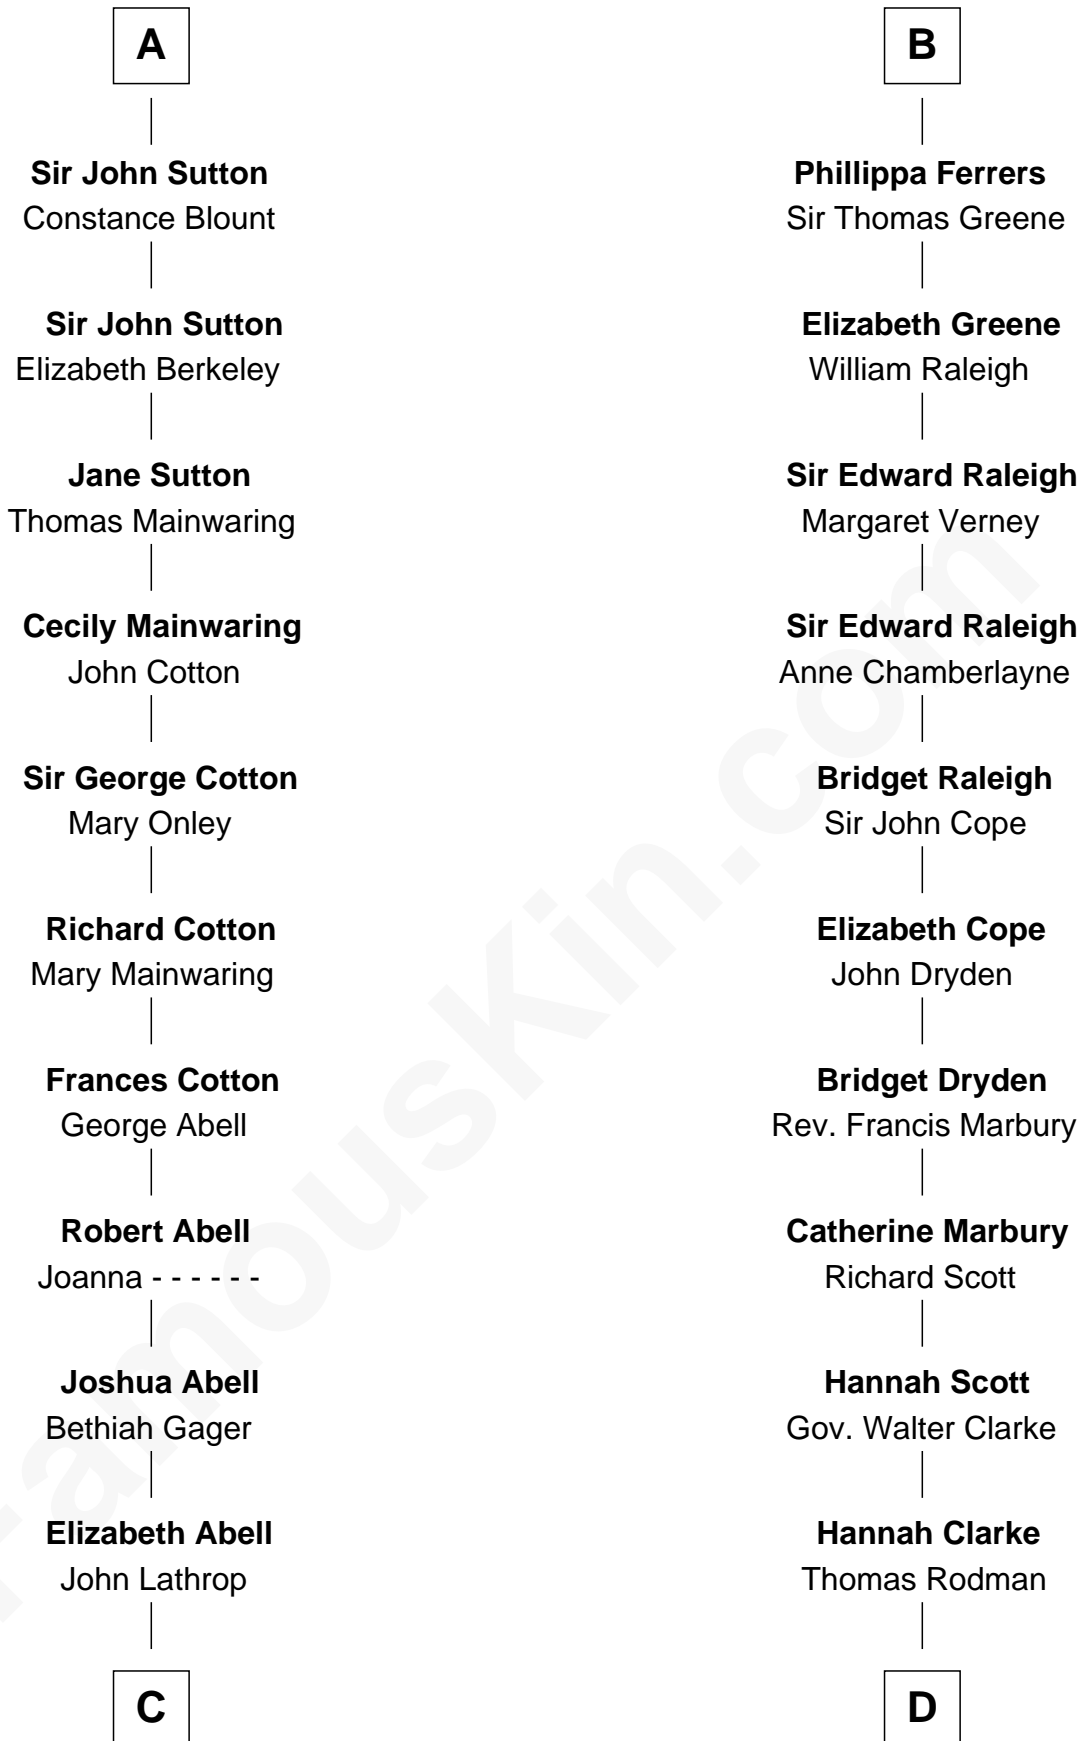 A
Sir John Sutton
Constance Blount
Sir John Sutton
Elizabeth Berkeley
Jane Sutton
Thomas Mainwaring
Cecily Mainwaring
John Cotton
Sir George Cotton
Mary Onley
Richard Cotton
Mary Mainwaring
Frances Cotton
George Abell
Robert Abell
Joanna - - - - - -
Joshua Abell
Bethiah Gager
Elizabeth Abell
John Lathrop
C
B
Phillippa Ferrers
Sir Thomas Greene
Elizabeth Greene
William Raleigh
Sir Edward Raleigh
Margaret Verney
Sir Edward Raleigh
Anne Chamberlayne
Bridget Raleigh
Sir John Cope
Elizabeth Cope
John Dryden
Bridget Dryden
Rev. Francis Marbury
Catherine Marbury
Richard Scott
Hannah Scott
Gov. Walter Clarke
Hannah Clarke
Thomas Rodman
D
FamousKin.com